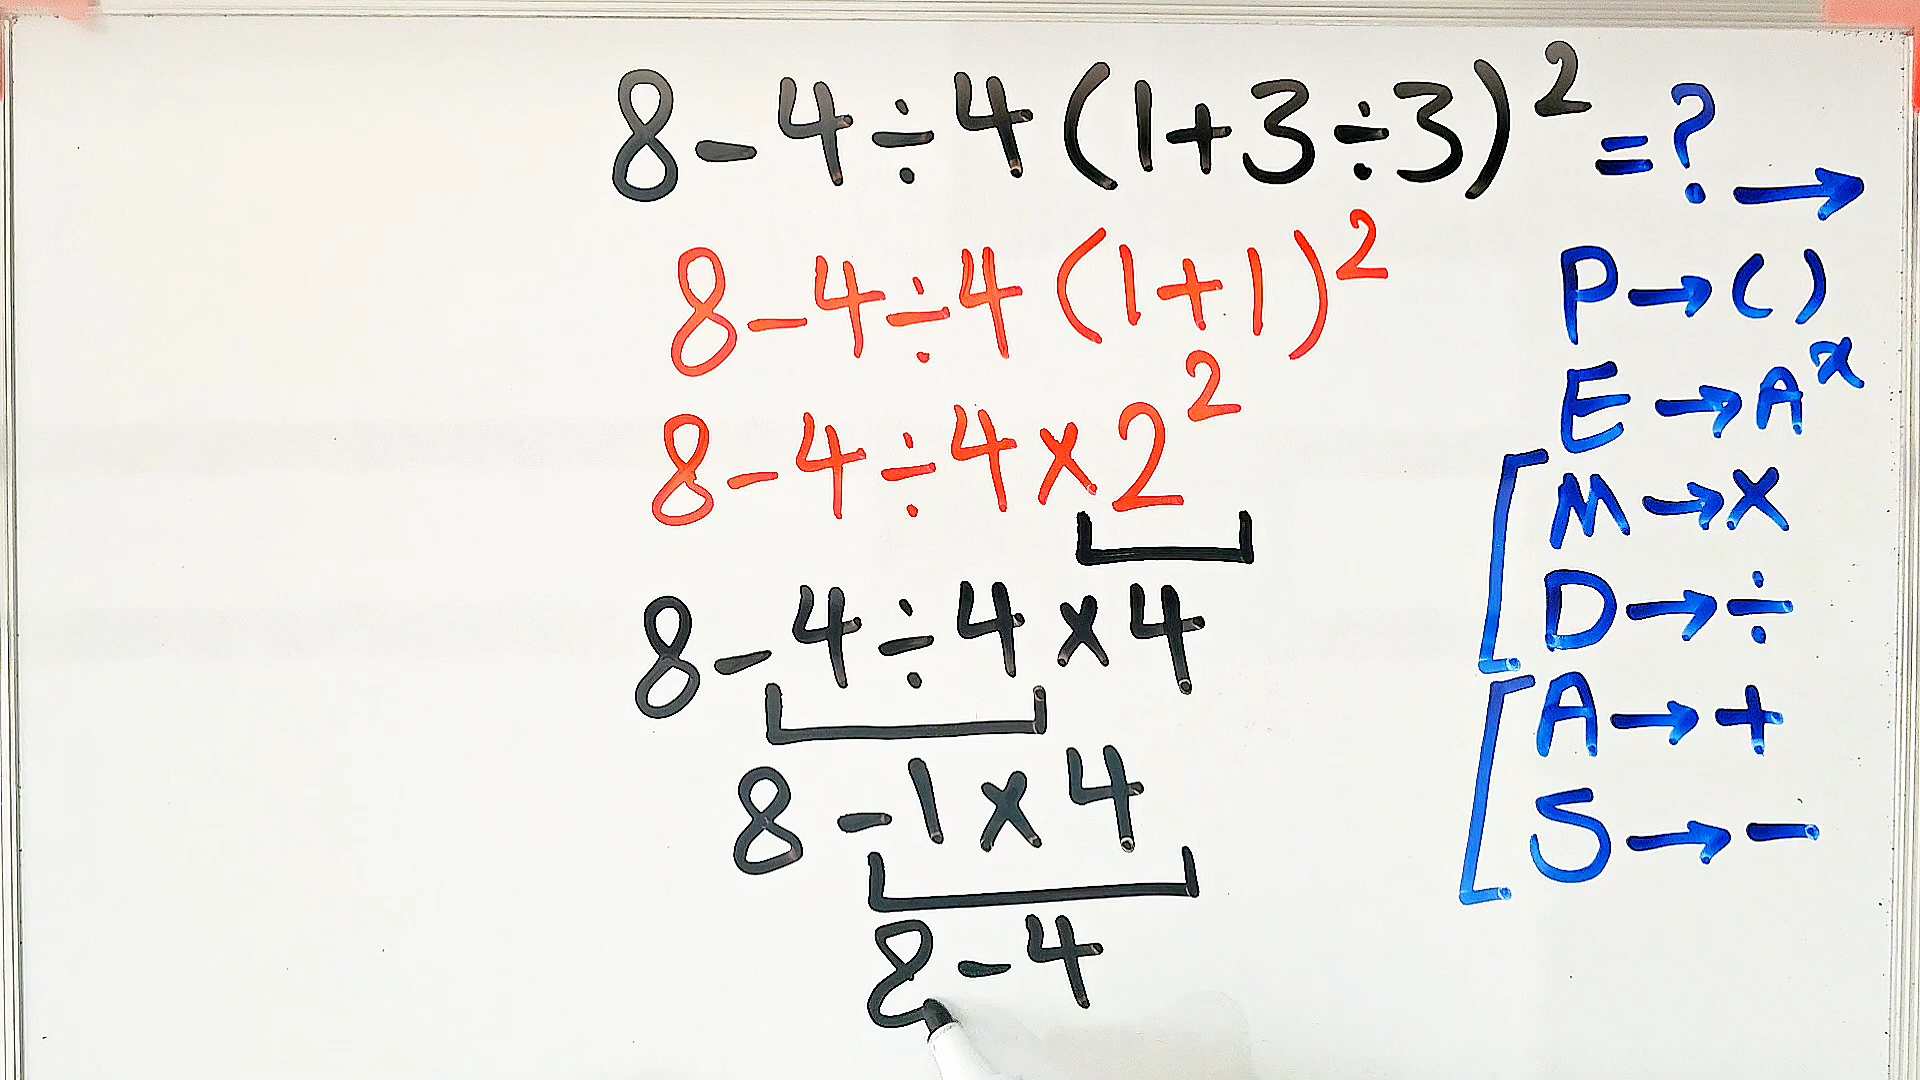 8-4÷4(1+3÷3)² =?→
8-4÷4(1+1)²
8-4÷4×2²
8-4÷4×4
8-1×4
8-4
P→( )
E→Aˣ
M→×
D→÷
A→+
S→-